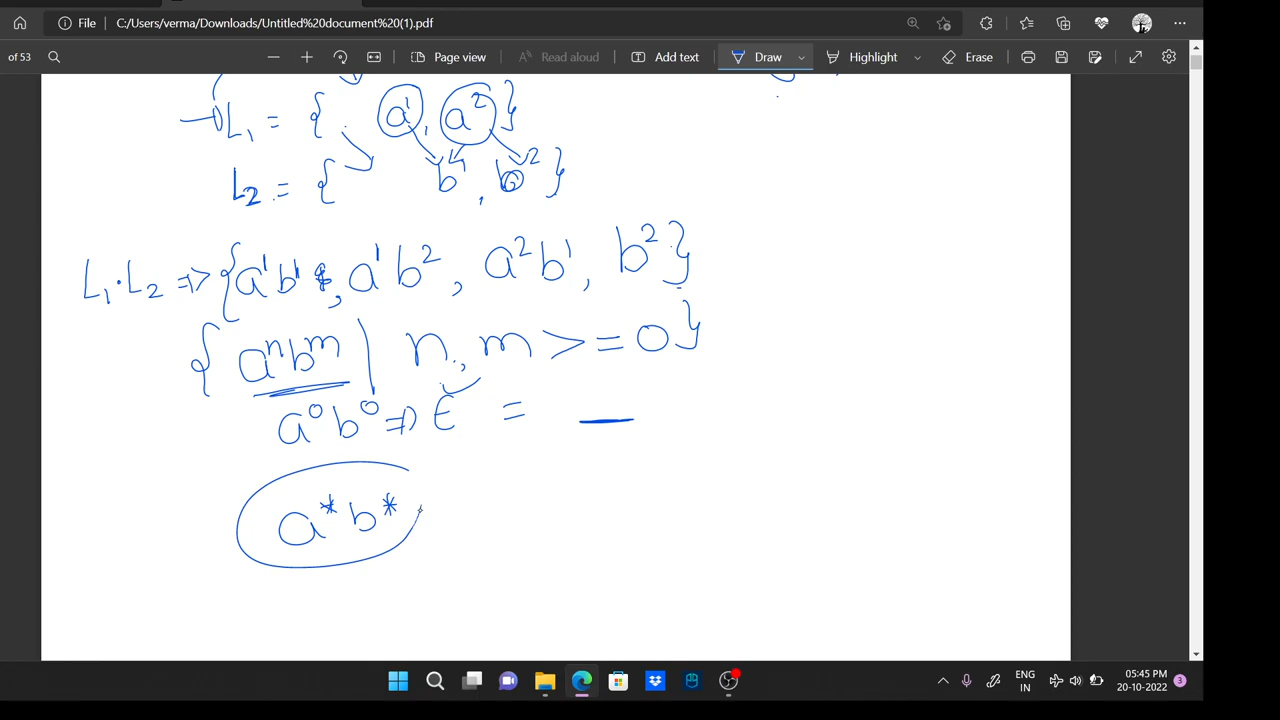 File C:/Users/verma/Downloads/Untitled%20document%20(1).pdf
of 53 Page view Read aloud Add text Draw Highlight Erase
L₁ = { a¹, a² }
L₂ = { b¹, b² }
L₁·L₂ => { a¹b¹, a¹b², a²b¹, b² }
{ aⁿbᵐ | n, m >= 0 }
a⁰b⁰ => ε = _
a*b*
ENG
IN
05:45 PM
20-10-2022
3